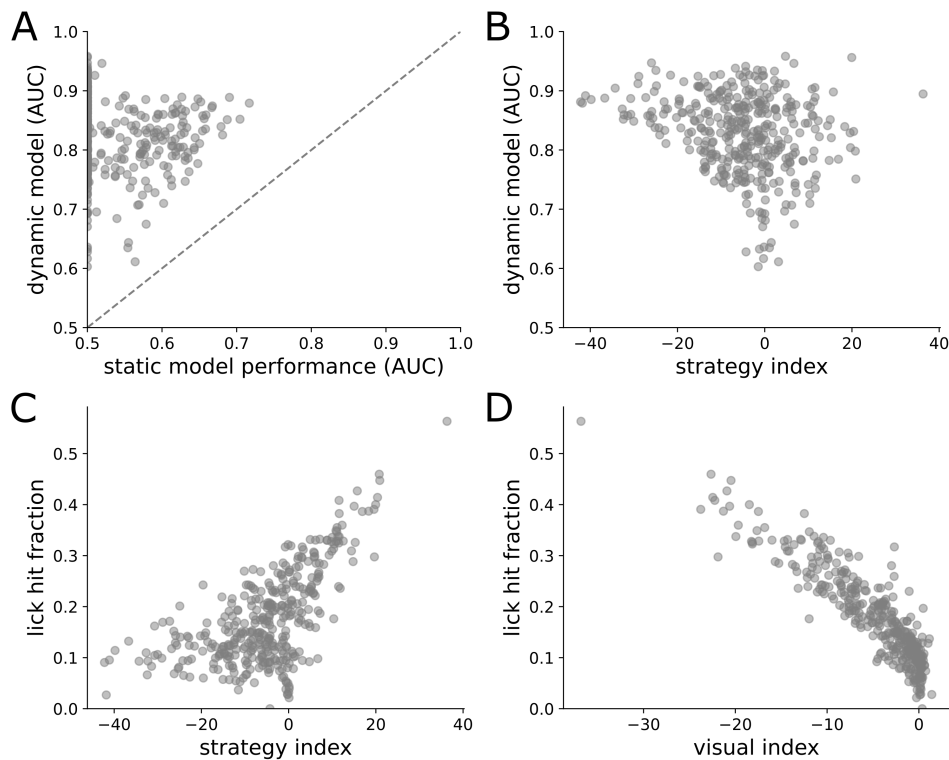 A
1.0
0.9
0.8
0.7
0.6
0.5
dynamic model (AUC)
0.5 0.6 0.7 0.8 0.9 1.0
static model performance (AUC)
B
1.0
0.9
0.8
0.7
0.6
0.5
dynamic model (AUC)
−40 −20 0 20 40
strategy index
C
0.5
0.4
0.3
0.2
0.1
0.0
lick hit fraction
−40 −20 0 20 40
strategy index
D
0.5
0.4
0.3
0.2
0.1
0.0
lick hit fraction
−30 −20 −10 0
visual index